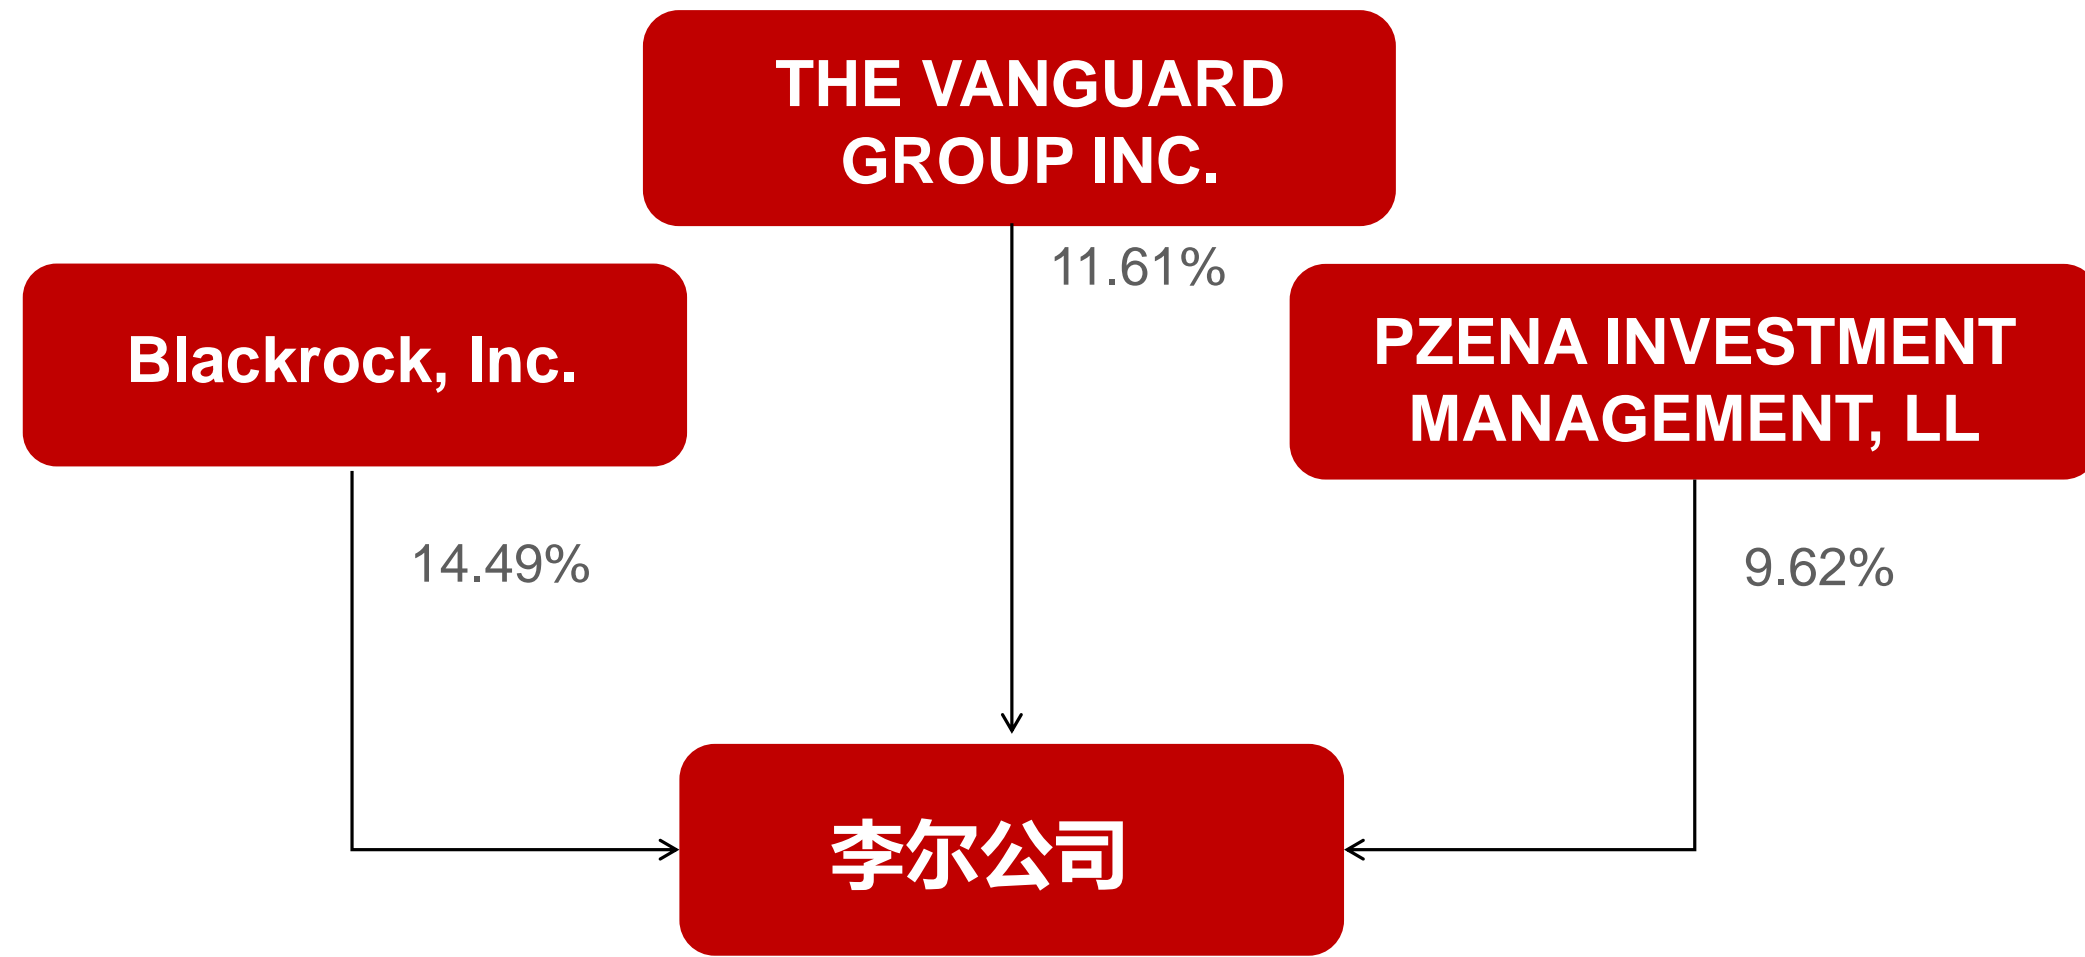 THE VANGUARD
GROUP INC.
11.61%
Blackrock, Inc.
PZENA INVESTMENT
MANAGEMENT, LL
14.49%
9.62%
李尔公司